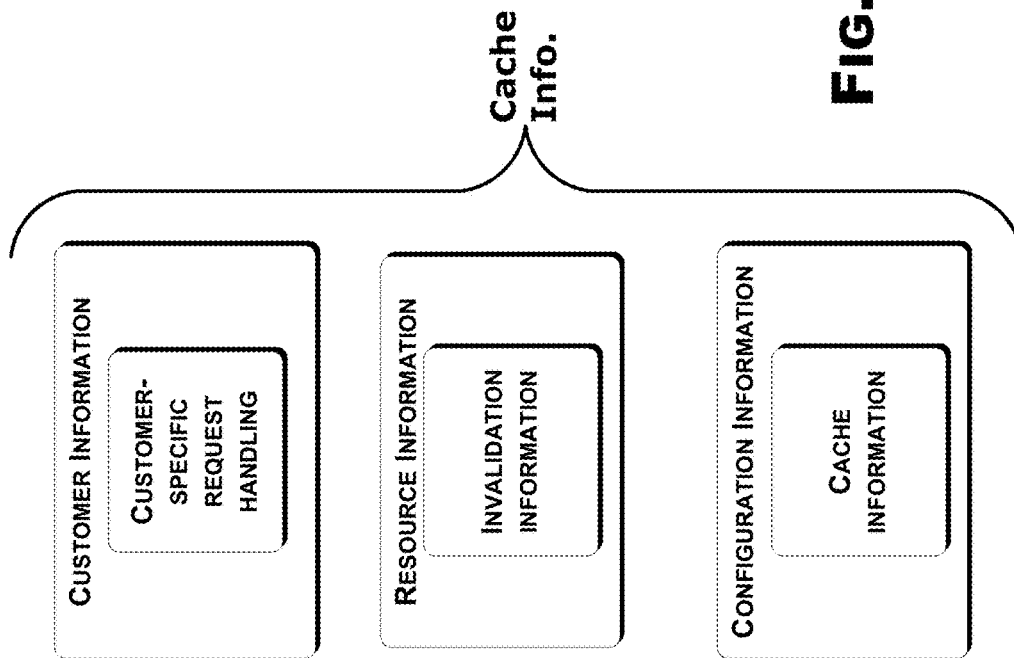 CUSTOMER INFORMATION
CUSTOMER-
SPECIFIC
REQUEST
HANDLING
RESOURCE INFORMATION
INVALIDATION
INFORMATION
CONFIGURATION INFORMATION
CACHE
INFORMATION
Cache
Info.
FIG.